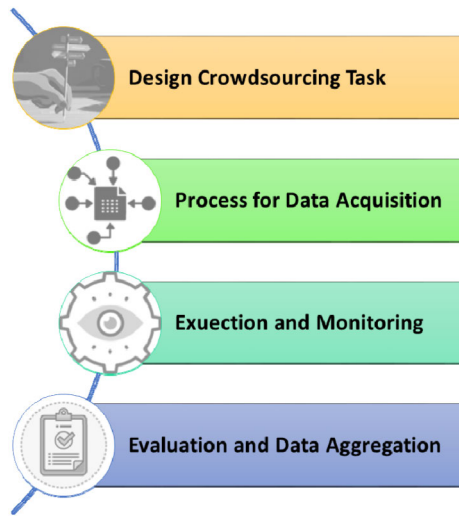 Design Crowdsourcing Task
Process for Data Acquisition
Exuection and Monitoring
Evaluation and Data Aggregation